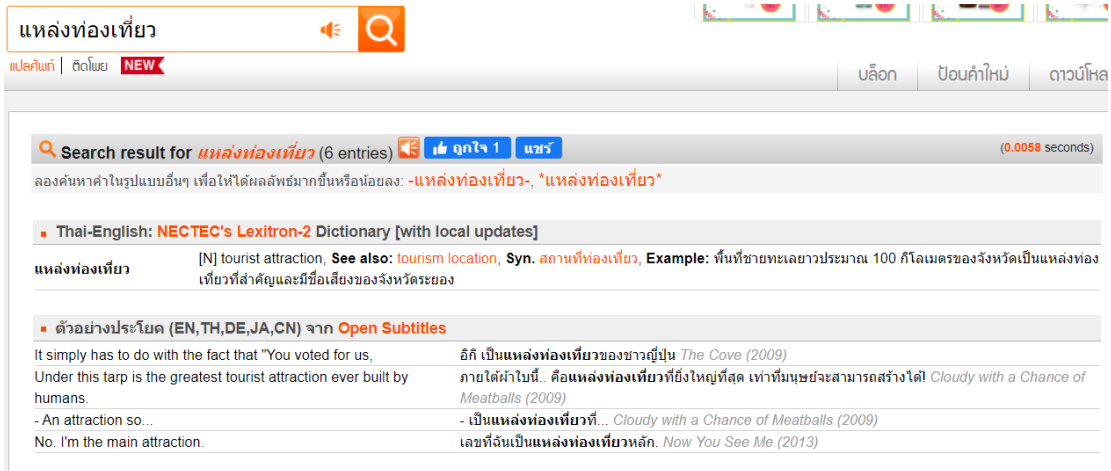 แหล่งท่องเที่ยว
แปลศัพท์ | ติดโพย NEW
บล็อก ป้อนคำใหม่ ดาวน์โหล
Search result for แหล่งท่องเที่ยว (6 entries) ถูกใจ 1 แชร์ (0.0058 seconds)
ลองค้นหาคำในรูปแบบอื่นๆ เพื่อให้ได้ผลลัพธ์มากขึ้นหรือน้อยลง: -แหล่งท่องเที่ยว-, *แหล่งท่องเที่ยว*
Thai-English: NECTEC's Lexitron-2 Dictionary [with local updates]
แหล่งท่องเที่ยว [N] tourist attraction, See also: tourism location, Syn. สถานที่ท่องเที่ยว, Example: พื้นที่ชายทะเลยาวประมาณ 100 กิโลเมตรของจังหวัดเป็นแหล่งท่อง
เที่ยวที่สำคัญและมีชื่อเสียงของจังหวัดระยอง
ตัวอย่างประโยค (EN,TH,DE,JA,CN) จาก Open Subtitles
It simply has to do with the fact that "You voted for us, อิกิ เป็นแหล่งท่องเที่ยวของชาวญี่ปุ่น The Cove (2009)
Under this tarp is the greatest tourist attraction ever built by ภายใต้ผ้าใบนี้.. คือแหล่งท่องเที่ยวที่ยิ่งใหญ่ที่สุด เท่าที่มนุษย์จะสามารถสร้างได้! Cloudy with a Chance of
humans. Meatballs (2009)
- An attraction so... - เป็นแหล่งท่องเที่ยวที่... Cloudy with a Chance of Meatballs (2009)
No. I'm the main attraction. เลขที่ฉันเป็นแหล่งท่องเที่ยวหลัก. Now You See Me (2013)